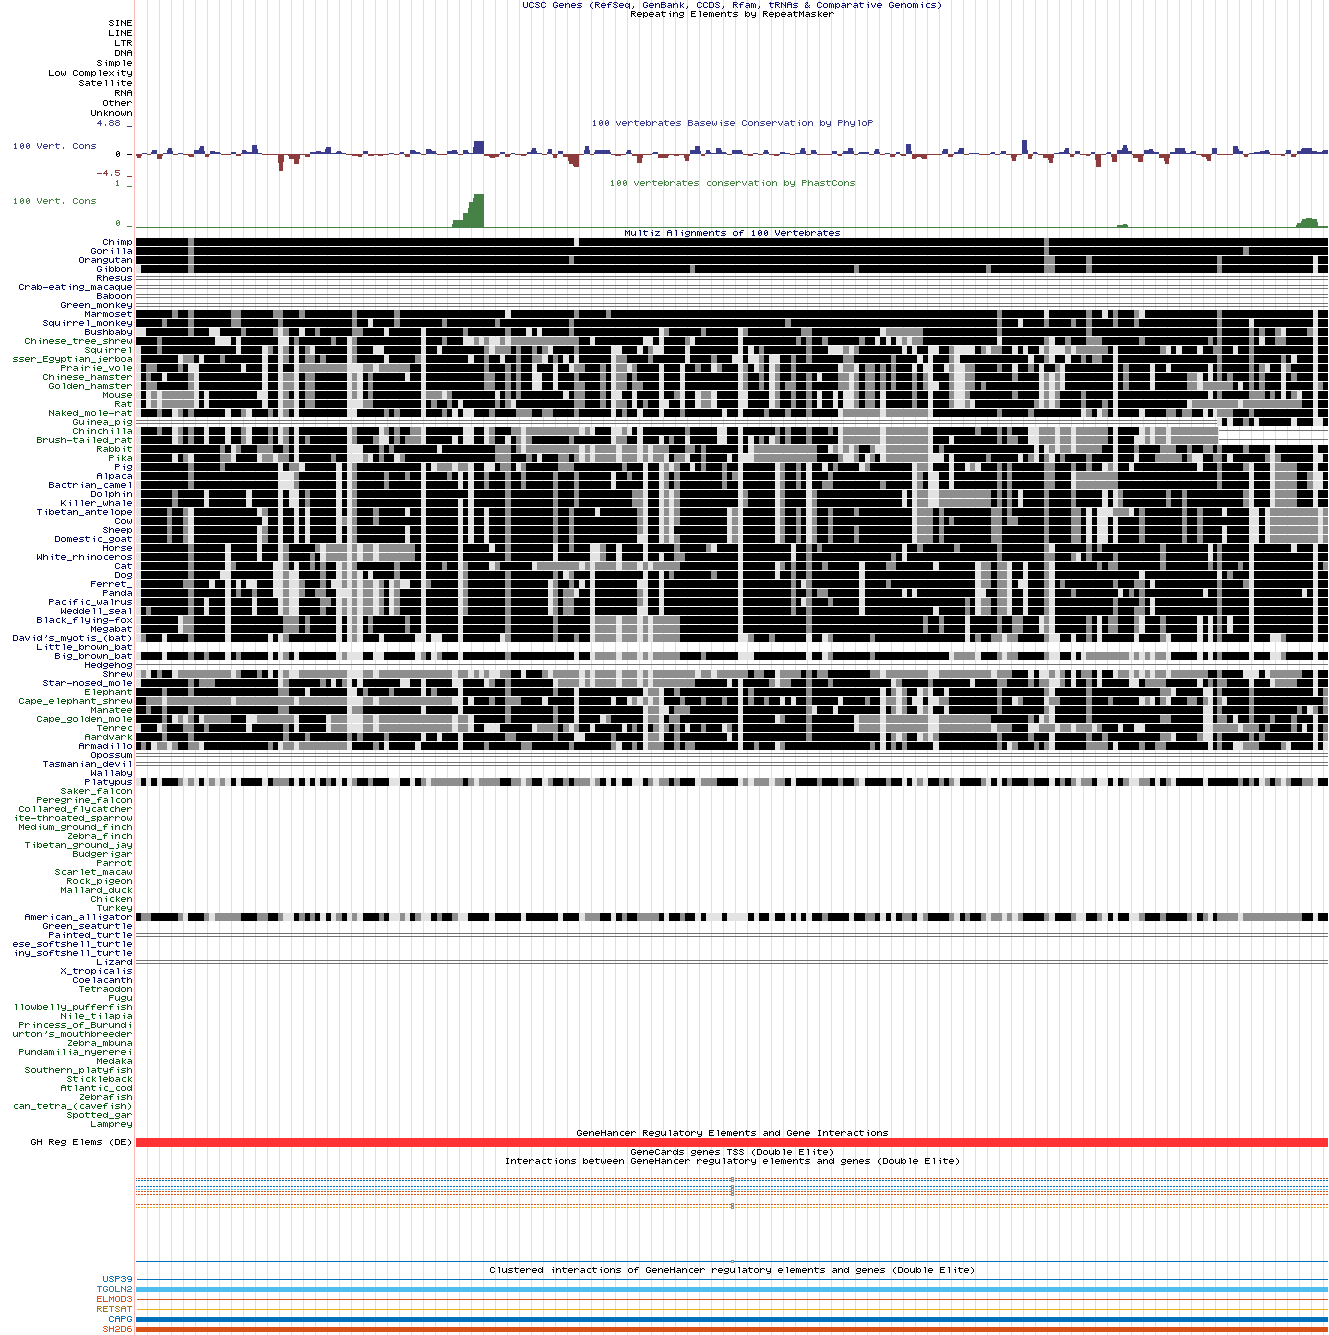 UCSC Genes (RefSeq, GenBank, CCDS, Rfam, tRNAs & Comparative Genomics)
Repeating Elements by RepeatMasker
SINE
LINE
LTR
DNA
Simple
Low Complexity
Satellite
RNA
Other
Unknown
100 vertebrates Basewise Conservation by PhyloP
4.88 _
100 Vert. Cons
0 _
-4.5 _
100 vertebrates conservation by PhastCons
1 _
100 Vert. Cons
0 _
Multiz Alignments of 100 Vertebrates
Chimp
Gorilla
Orangutan
Gibbon
Rhesus
Crab-eating_macaque
Baboon
Green_monkey
Marmoset
Squirrel_monkey
Bushbaby
Chinese_tree_shrew
Squirrel
sser_Egyptian_jerboa
Prairie_vole
Chinese_hamster
Golden_hamster
Mouse
Rat
Naked_mole-rat
Guinea_pig
Chinchilla
Brush-tailed_rat
Rabbit
Pika
Pig
Alpaca
Bactrian_camel
Dolphin
Killer_whale
Tibetan_antelope
Cow
Sheep
Domestic_goat
Horse
White_rhinoceros
Cat
Dog
Ferret_
Panda
Pacific_walrus
Weddell_seal
Black_flying-fox
Megabat
David's_myotis_(bat)
Little_brown_bat
Big_brown_bat
Hedgehog
Shrew
Star-nosed_mole
Elephant
Cape_elephant_shrew
Manatee
Cape_golden_mole
Tenrec
Aardvark
Armadillo
Opossum
Tasmanian_devil
Wallaby
Platypus
Saker_falcon
Peregrine_falcon
Collared_flycatcher
ite-throated_sparrow
Medium_ground_finch
Zebra_finch
Tibetan_ground_jay
Budgerigar
Parrot
Scarlet_macaw
Rock_pigeon
Mallard_duck
Chicken
Turkey
American_alligator
Green_seaturtle
Painted_turtle
ese_softshell_turtle
iny_softshell_turtle
Lizard
X_tropicalis
Coelacanth
Tetraodon
Fugu
llowbelly_pufferfish
Nile_tilapia
Princess_of_Burundi
urton's_mouthbreeder
Zebra_mbuna
Pundamilia_nyererei
Medaka
Southern_platyfish
Stickleback
Atlantic_cod
Zebrafish
can_tetra_(cavefish)
Spotted_gar
Lamprey
GeneHancer Regulatory Elements and Gene Interactions
GH Reg Elems (DE)
GeneCards genes TSS (Double Elite)
Interactions between GeneHancer regulatory elements and genes (Double Elite)
Clustered interactions of GeneHancer regulatory elements and genes (Double Elite)
USP39
TGOLN2
ELMOD3
RETSAT
CAPG
SH2D6